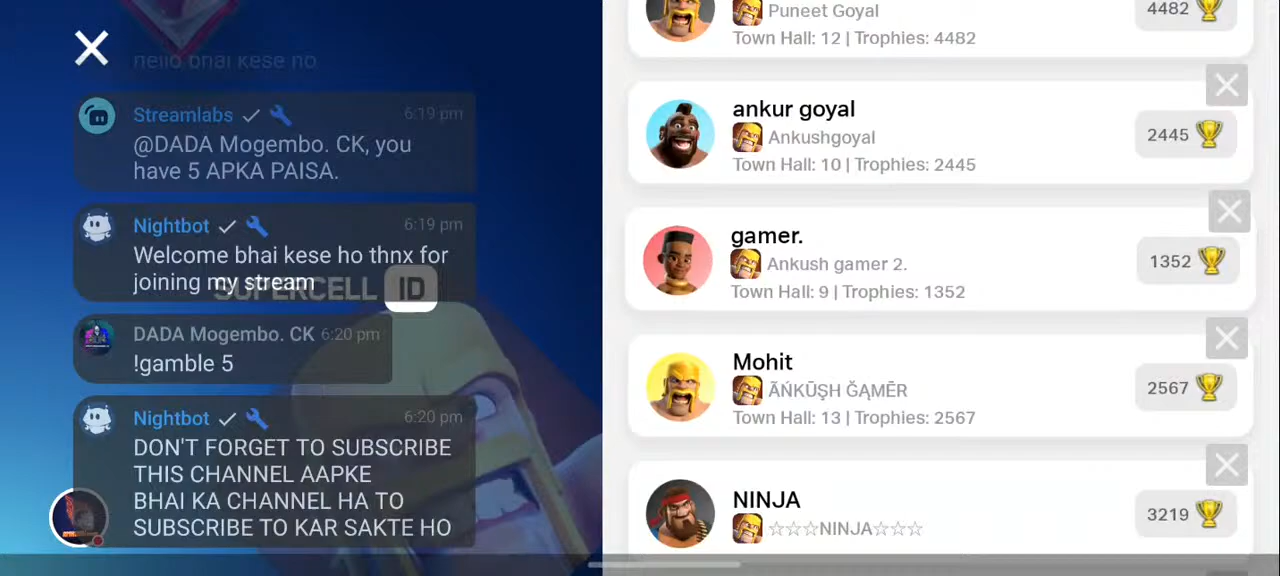 hello bhai kese ho
Streamlabs 6:19 pm
@DADA Mogembo. CK, you
have 5 APKA PAISA.
Nightbot 6:19 pm
Welcome bhai kese ho thnx for
joining my stream
SUPERCELL ID
DADA Mogembo. CK 6:20 pm
!gamble 5
Nightbot 6:20 pm
DON'T FORGET TO SUBSCRIBE
THIS CHANNEL AAPKE
BHAI KA CHANNEL HA TO
SUBSCRIBE TO KAR SAKTE HO
Puneet Goyal
4482
Town Hall: 12 | Trophies: 4482
ankur goyal
Ankushgoyal
2445
Town Hall: 10 | Trophies: 2445
gamer.
Ankush gamer 2.
1352
Town Hall: 9 | Trophies: 1352
Mohit
ÃŃKŪŞH ĞĄMĒR
2567
Town Hall: 13 | Trophies: 2567
NINJA
☆☆☆NINJA☆☆☆
3219